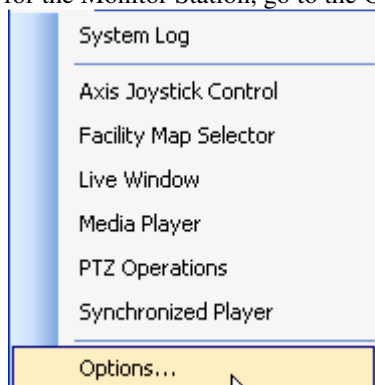 for the Monitor Station, go to the
System Log
Axis Joystick Control
Facility Map Selector
Live Window
Media Player
PTZ Operations
Synchronized Player
Options...